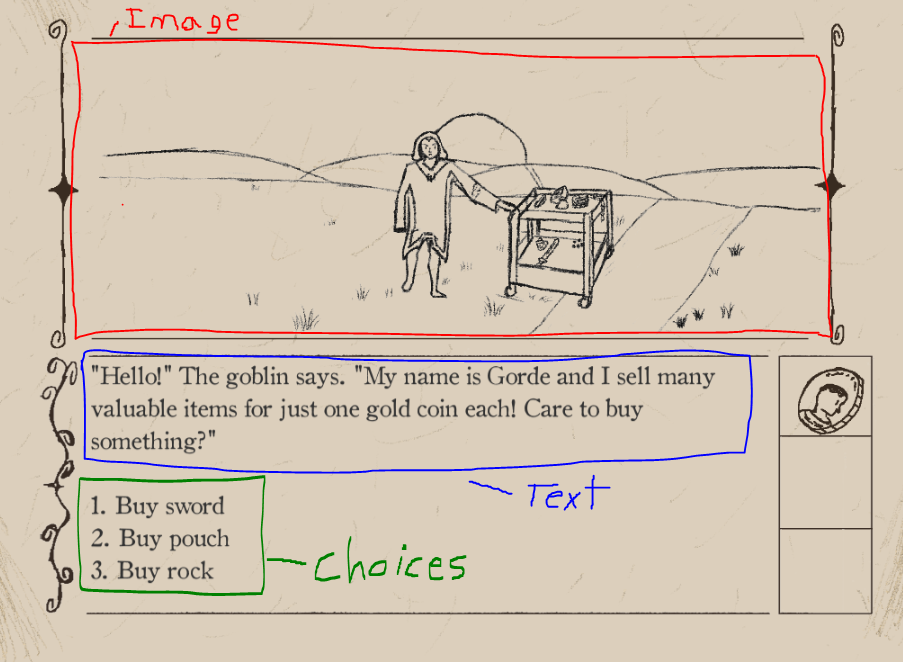 Image
"Hello!" The goblin says. "My name is Gorde and I sell many
valuable items for just one gold coin each! Care to buy
something?"
Text
1. Buy sword
2. Buy pouch
3. Buy rock
Choices